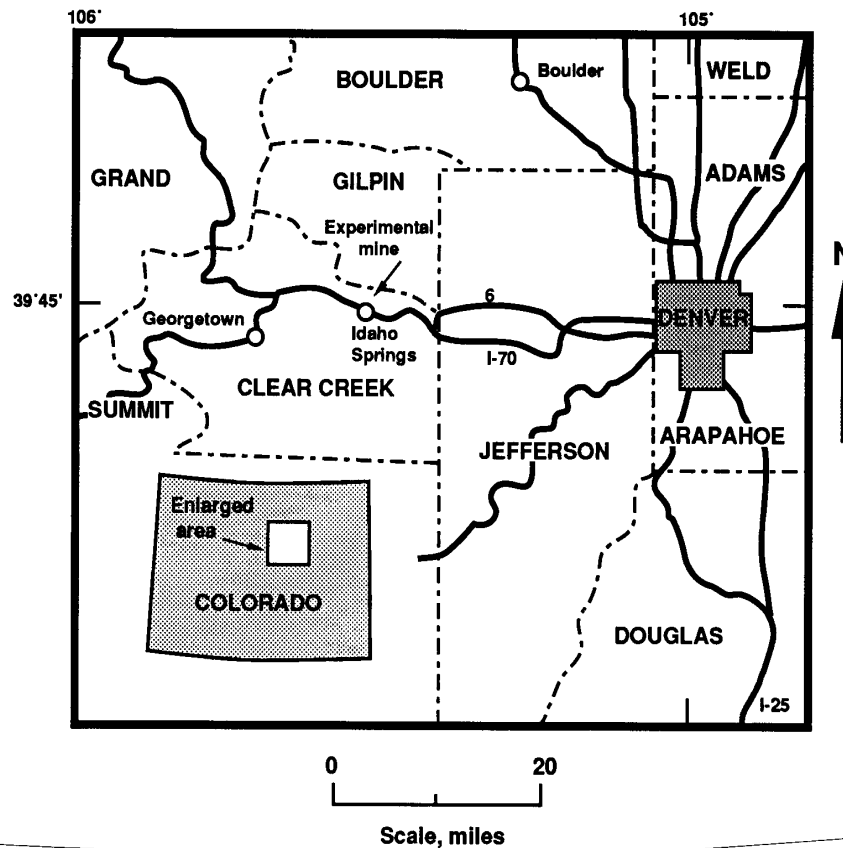 106°
105°
BOULDER
Boulder
WELD
GRAND
GILPIN
ADAMS
Experimental
mine
N
39°45'
6
Georgetown
DENVER
Idaho
Springs
I-70
CLEAR CREEK
SUMMIT
JEFFERSON
ARAPAHOE
Enlarged
area
COLORADO
DOUGLAS
I-25
0
20
Scale, miles